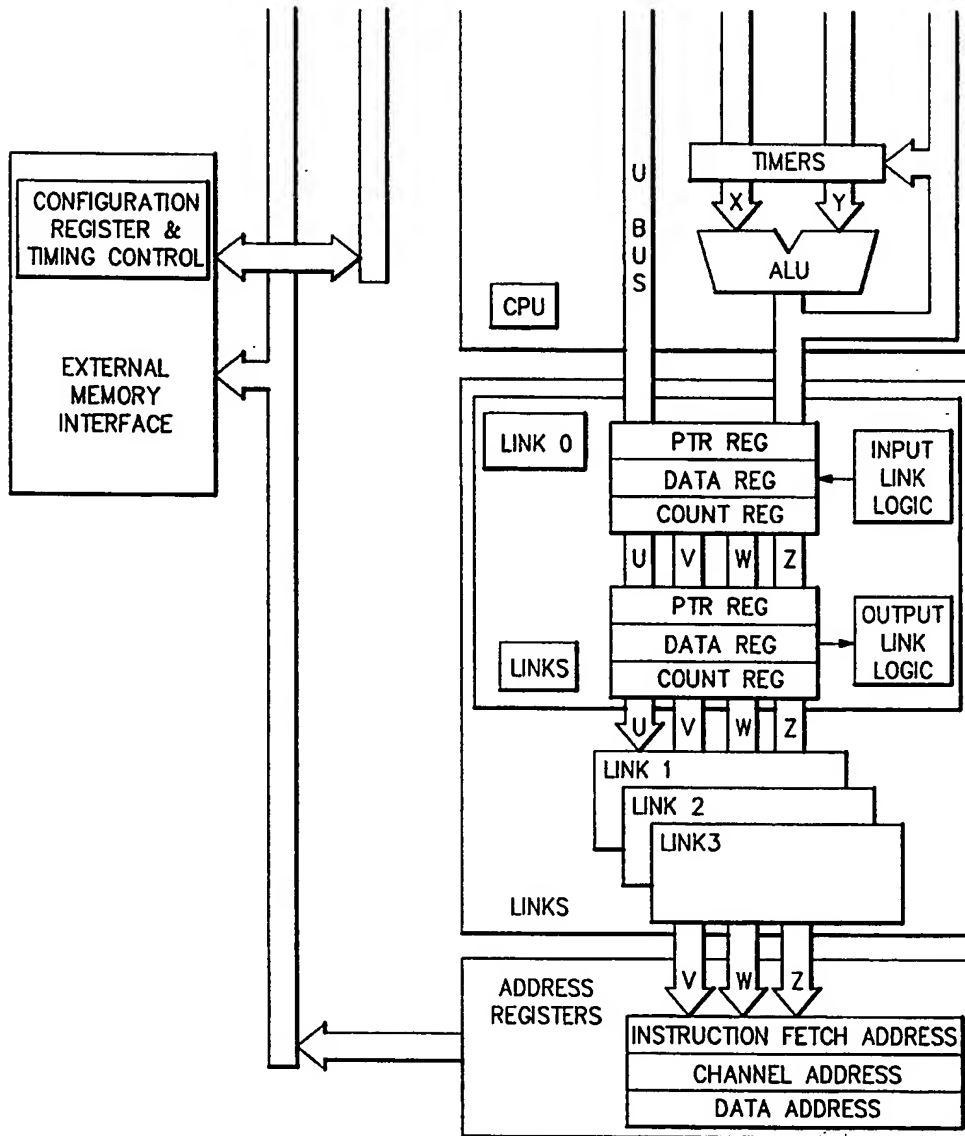 CONFIGURATION
REGISTER &
TIMING CONTROL
EXTERNAL
MEMORY
INTERFACE
U BUS
TIMERS
X Y
ALU
CPU
LINK 0
PTR REG
DATA REG
COUNT REG
INPUT
LINK
LOGIC
U V W Z
PTR REG
DATA REG
COUNT REG
OUTPUT
LINK
LOGIC
LINKS
U V W Z
LINK 1
LINK 2
LINK3
LINKS
V W Z
ADDRESS
REGISTERS
INSTRUCTION FETCH ADDRESS
CHANNEL ADDRESS
DATA ADDRESS